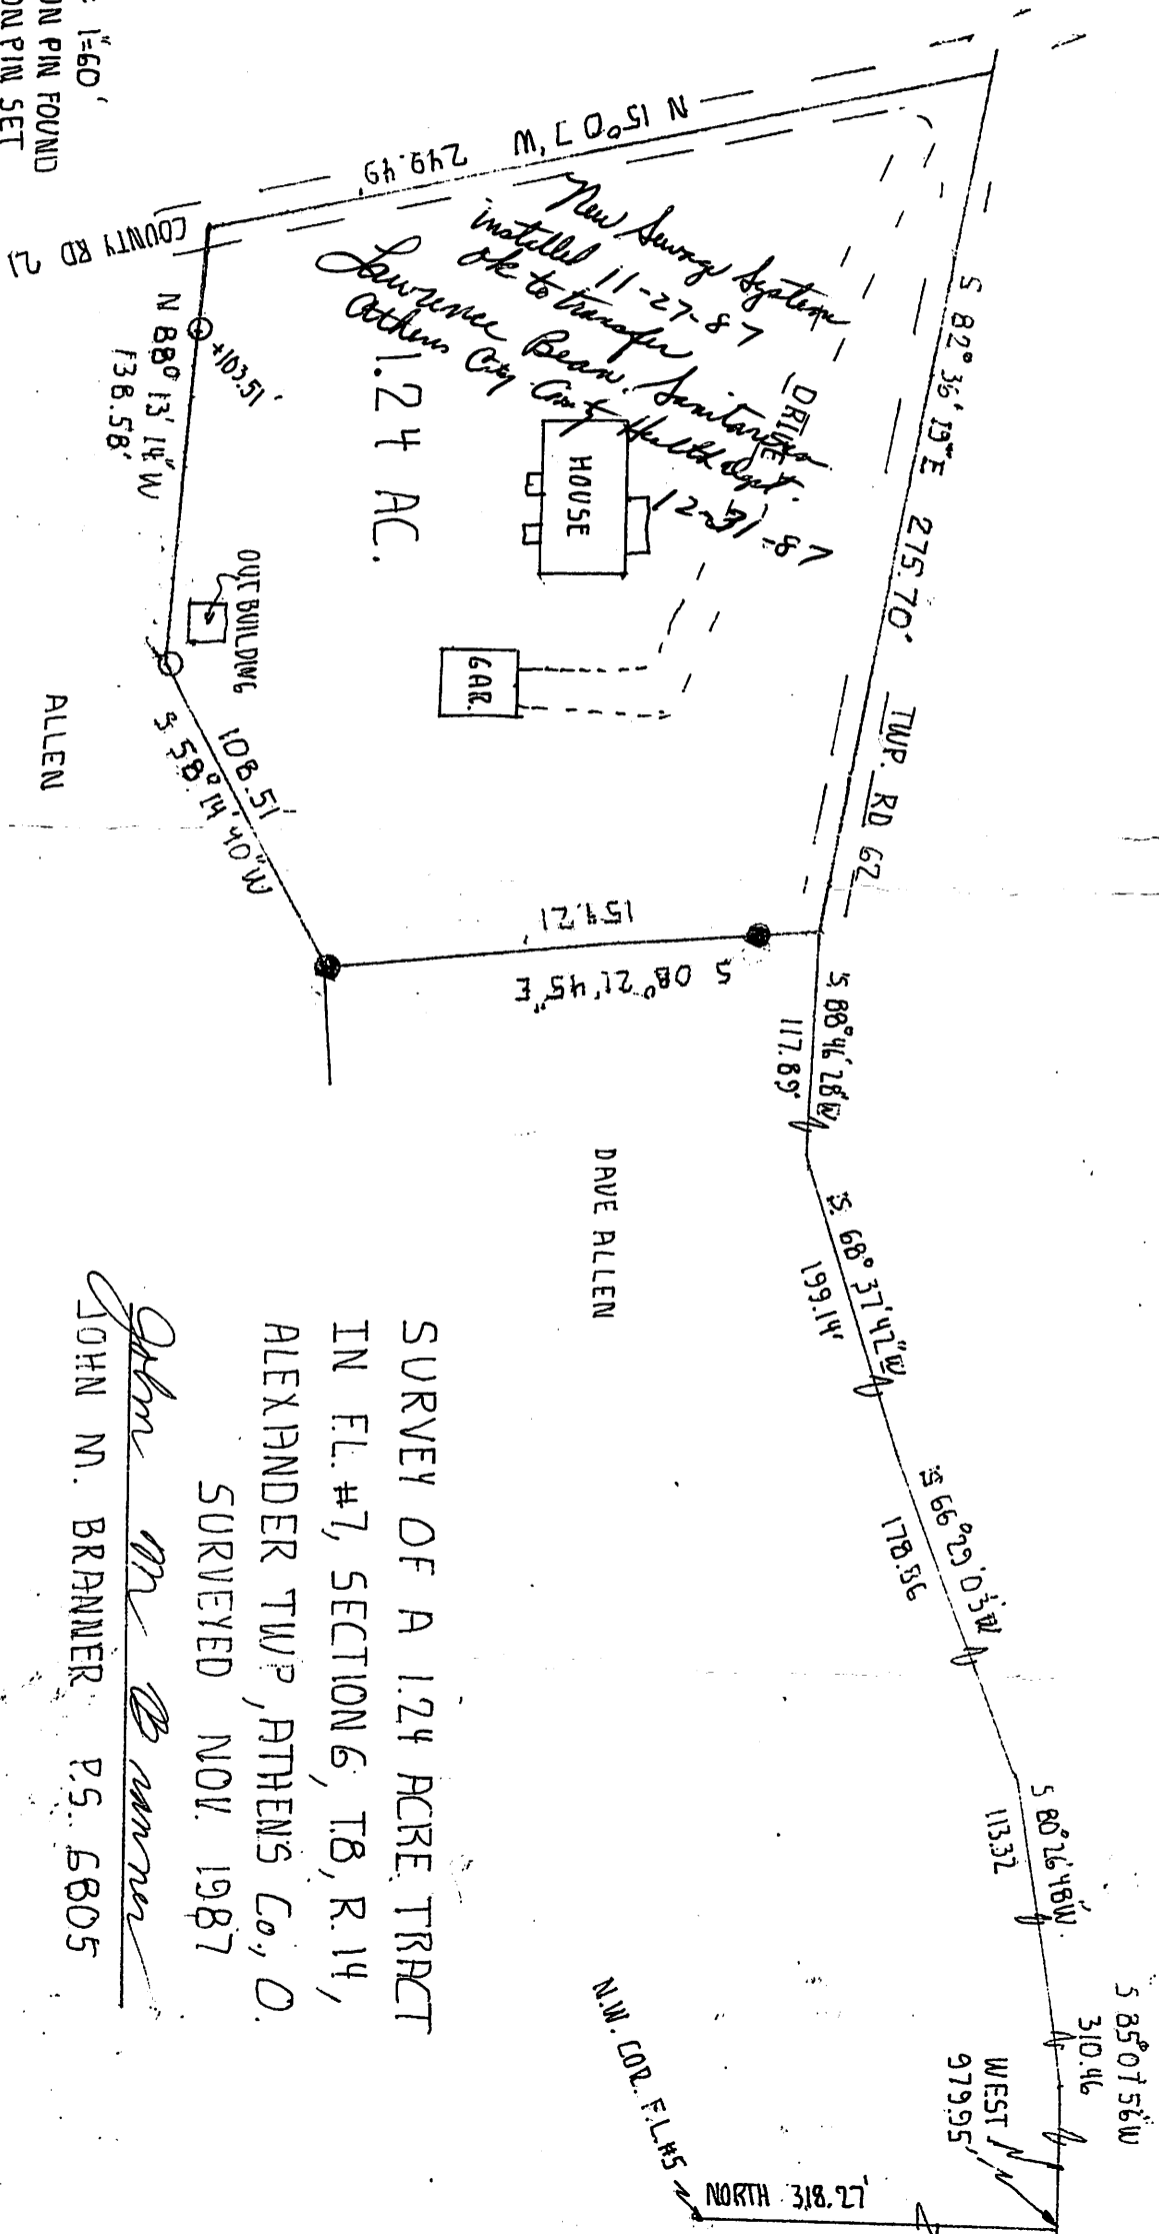 1"=60'
ON PIN FOUND
ON PIN SET
N 15°07'W 249.49'
COUNTY RD 21
S 82°36'19"E 275.70'
TWP. RD 62
New Sewage System
installed 11-27-87
ok to transfer
Lawrence Bean, Sanitarian
Athens City County Health Dept.
12-31-87
DRIVE
HOUSE
GAR.
1.24 AC.
+103.51'
N 88°13'14"W
138.58'
OUT BUILDING
108.51'
S 58°14'40"W
ALLEN
S 08°21'45"E
S 88°46'28"W
117.89'
S 68°37'42"W
199.14'
S 66°29'03"W
178.86
S 80°26'48"W
113.32
S 85°07'56"W
310.46
WEST
979.95'
NORTH 318.27'
N.W. COR. F.L.#5
DAVE ALLEN
SURVEY OF A 1.24 ACRE TRACT
IN F.L. #7, SECTION 6, T.8, R.14,
ALEXANDER TWP, ATHENS Co., O.
SURVEYED NOV. 1987
John M Branner
JOHN M. BRANNER P.S. 6805